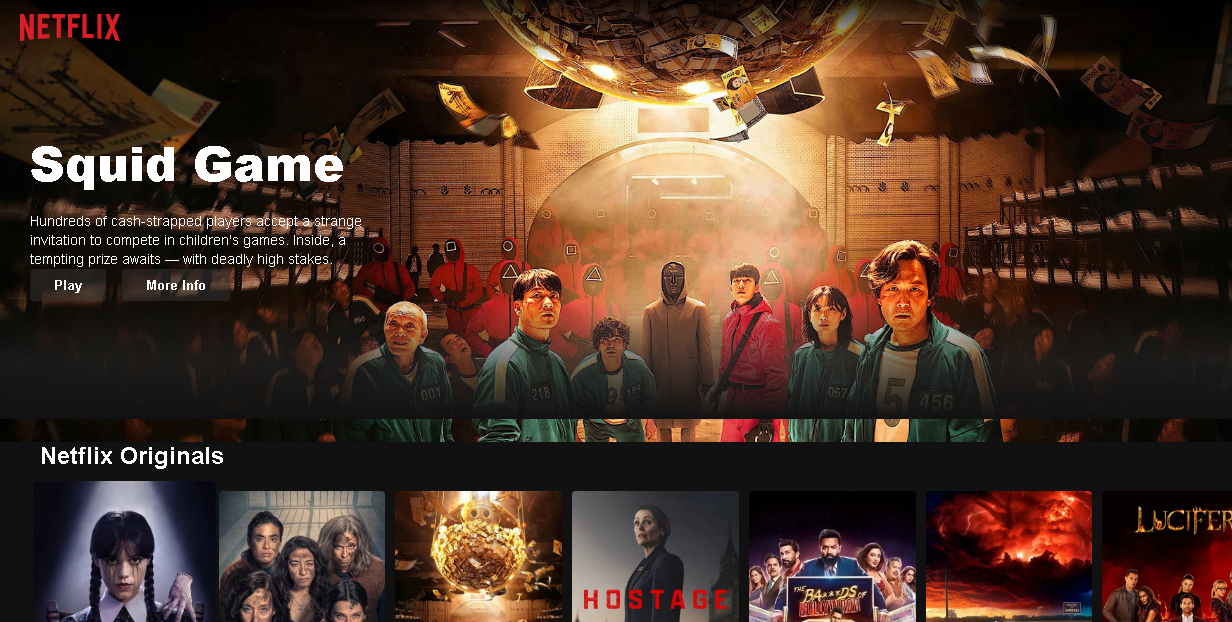 NETFLIX
Squid Game
Hundreds of cash-strapped players accept a strange
invitation to compete in children's games. Inside, a
tempting prize awaits — with deadly high stakes.
Play
More Info
001
218
199
067
5
456
Netflix Originals
HOSTAGE
THE
BA***DS OF
BOLLYWOOD
LUCIFER